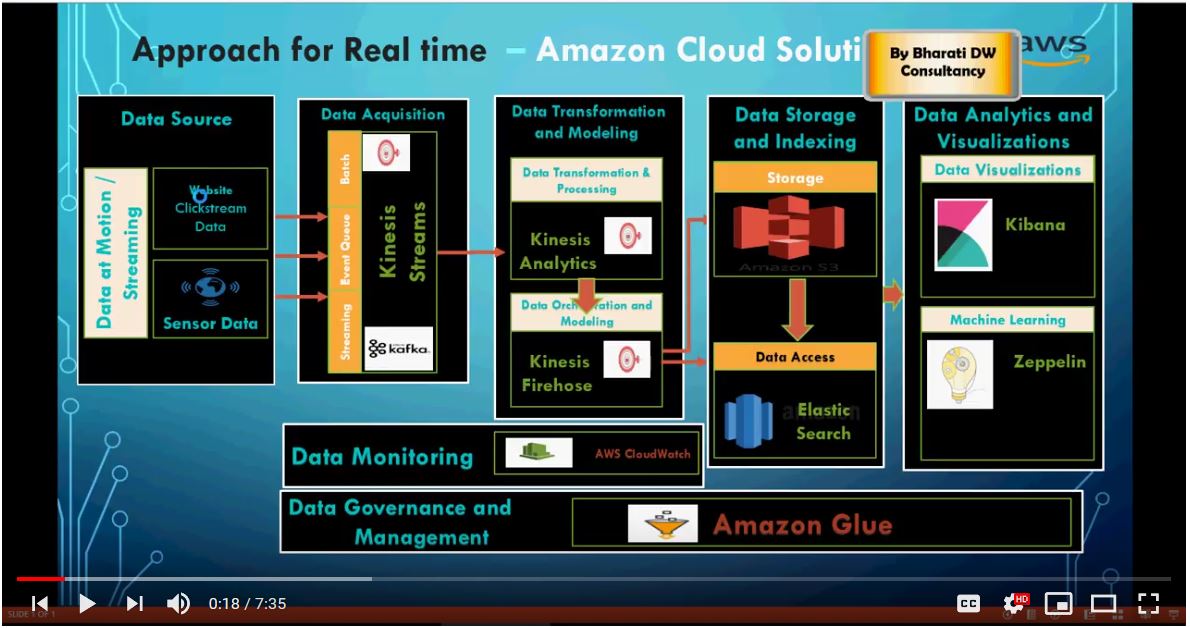 Approach for Real time – Amazon Cloud Soluti
By Bharati DW
Consultancy
aws
Data Source
Data at Motion /
Streaming
Website
Clickstream
Data
Sensor Data
Data Acquisition
Batch
Event Queue
Streaming
Kinesis
Streams
kafka
Data Transformation
and Modeling
Data Transformation &
Processing
Kinesis
Analytics
Data Orch ration and
Modeling
Kinesis
Firehose
Data Storage
and Indexing
Storage
Amazon S3
Data Access
Elastic
Search
Data Analytics and
Visualizations
Data Visualizations
Kibana
Machine Learning
Zeppelin
Data Monitoring
AWS CloudWatch
Data Governance and
Management
Amazon Glue
0:18 / 7:35
CC
HD
SLIDE 1 OF 1